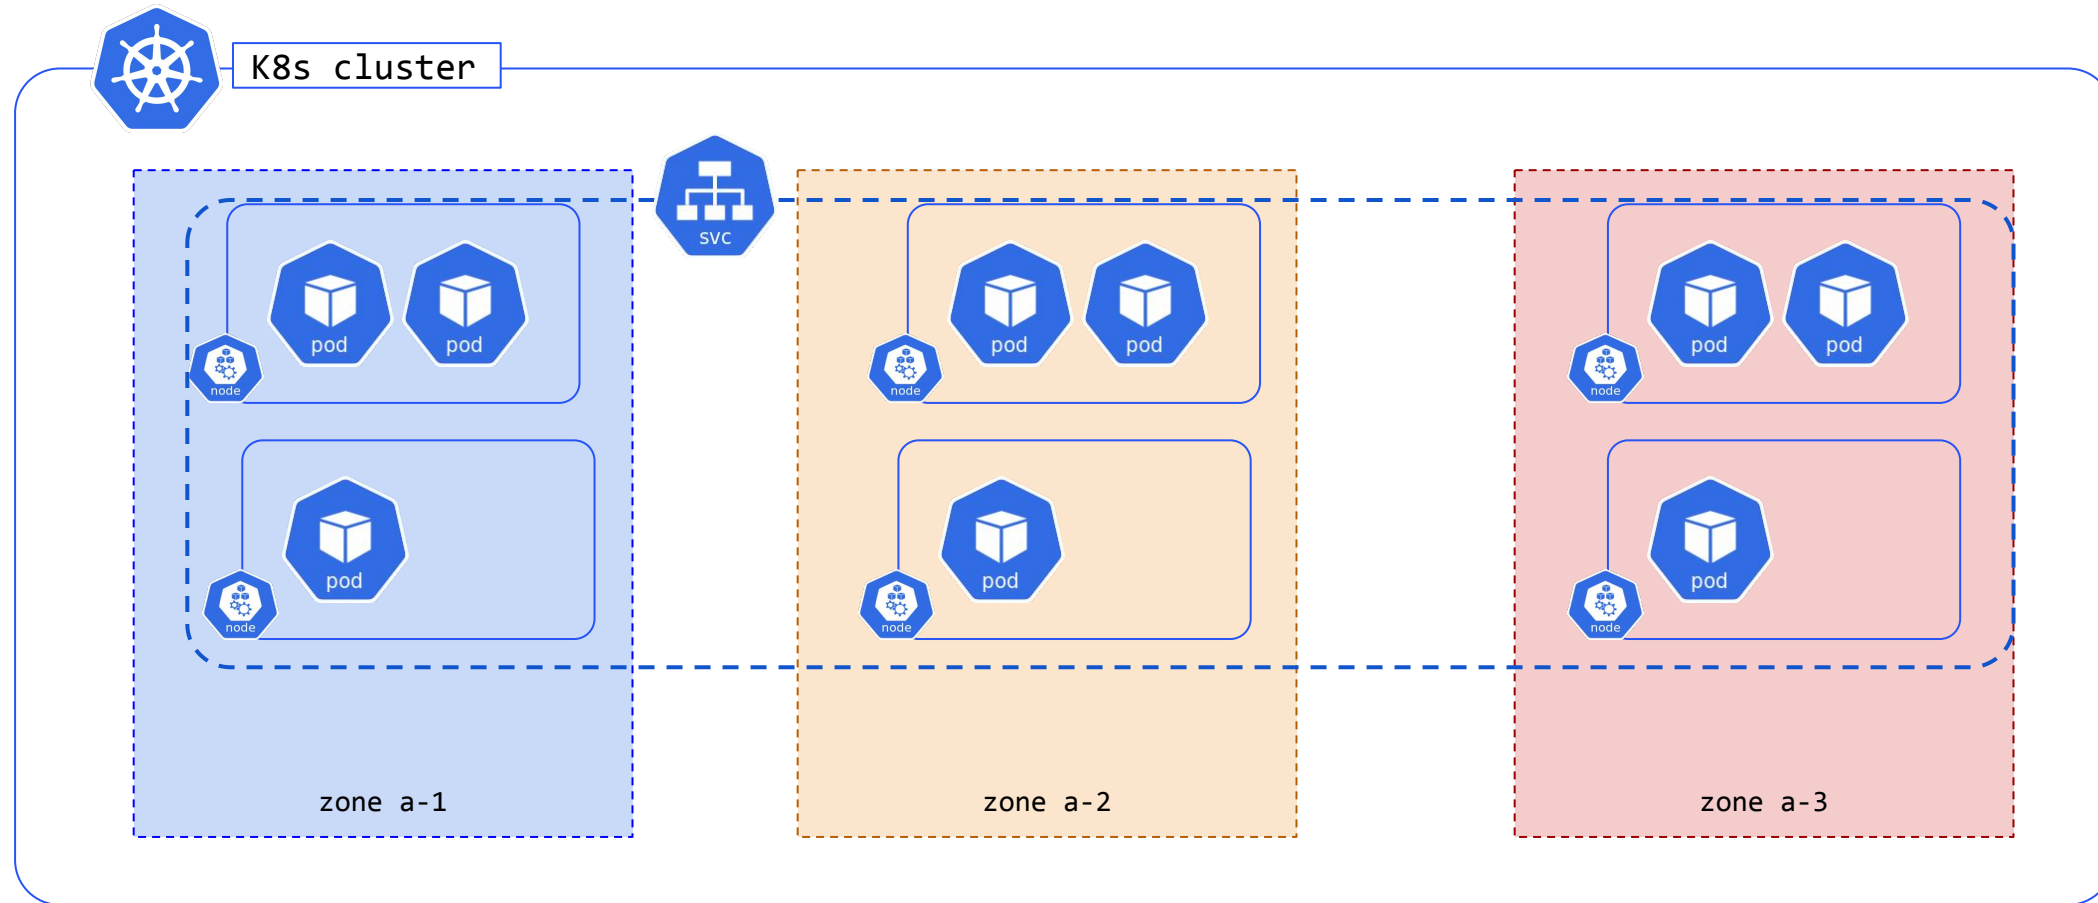 K8s cluster
svc
pod pod
node
pod pod
node
pod pod
node
pod
node
pod
node
pod
node
zone a-1
zone a-2
zone a-3